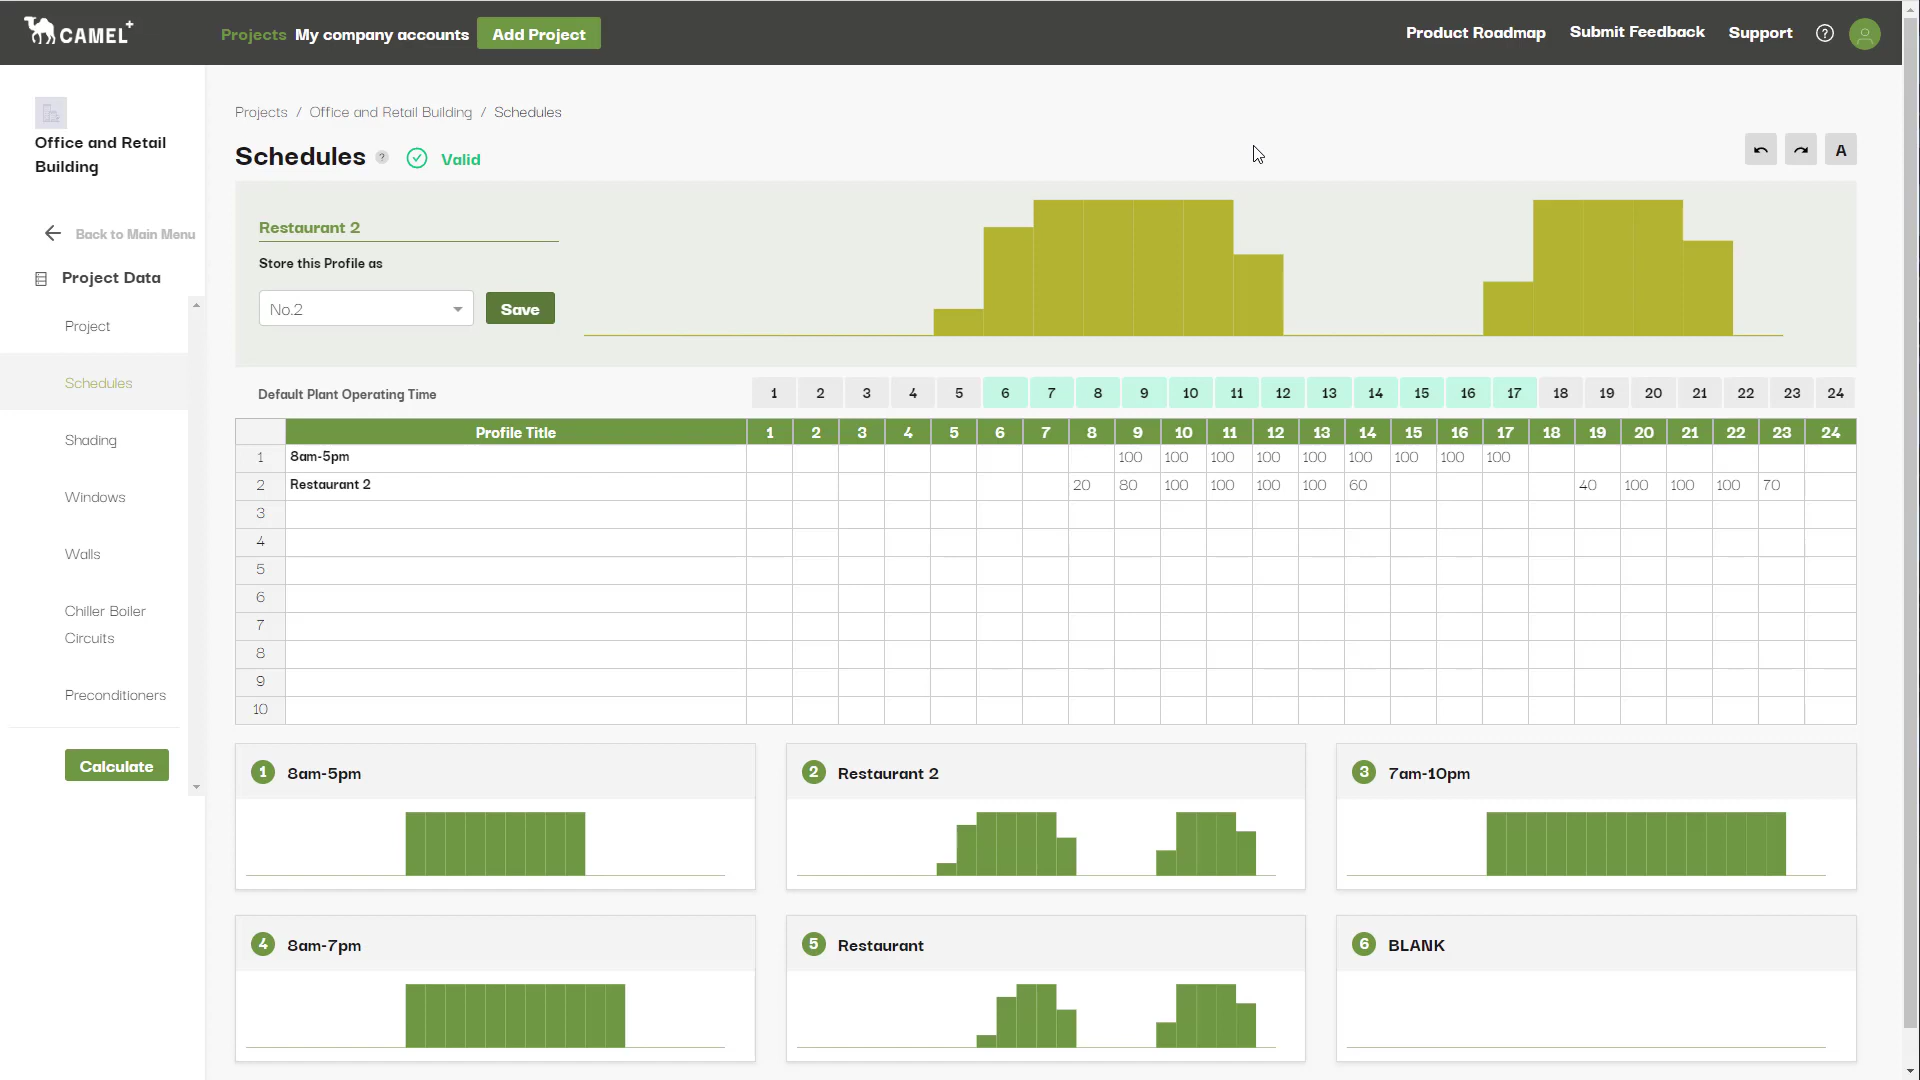 CAMEL+
Projects My company accounts Add Project
Product Roadmap Submit Feedback Support ?
Office and Retail
Building
Back to Main Menu
Project Data
Project
Schedules
Shading
Windows
Walls
Chiller Boiler
Circuits
Preconditioners
Calculate
Projects / Office and Retail Building / Schedules
Schedules ? Valid
A
Restaurant 2
Store this Profile as
No.2 Save
Default Plant Operating Time 1 2 3 4 5 6 7 8 9 10 11 12 13 14 15 16 17 18 19 20 21 22 23 24
Profile Title 1 2 3 4 5 6 7 8 9 10 11 12 13 14 15 16 17 18 19 20 21 22 23 24
1 8am-5pm 100 100 100 100 100 100 100 100 100
2 Restaurant 2 20 80 100 100 100 100 60 40 100 100 100 70
3
4
5
6
7
8
9
10
1 8am-5pm
2 Restaurant 2
3 7am-10pm
4 8am-7pm
5 Restaurant
6 BLANK